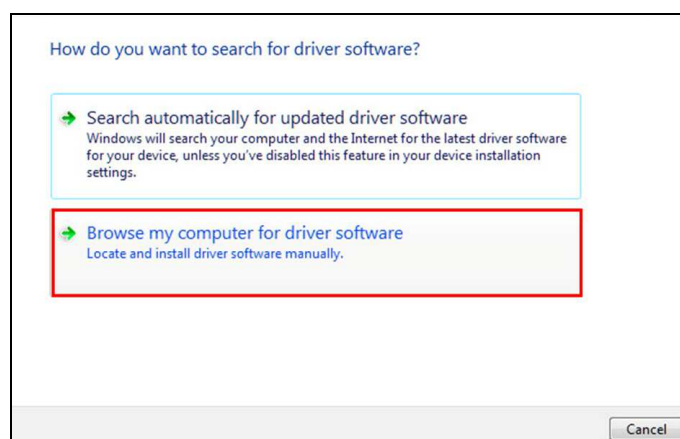 How do you want to search for driver software?
Search automatically for updated driver software
Windows will search your computer and the Internet for the latest driver software
for your device, unless you've disabled this feature in your device installation
settings.
Browse my computer for driver software
Locate and install driver software manually.
Cancel